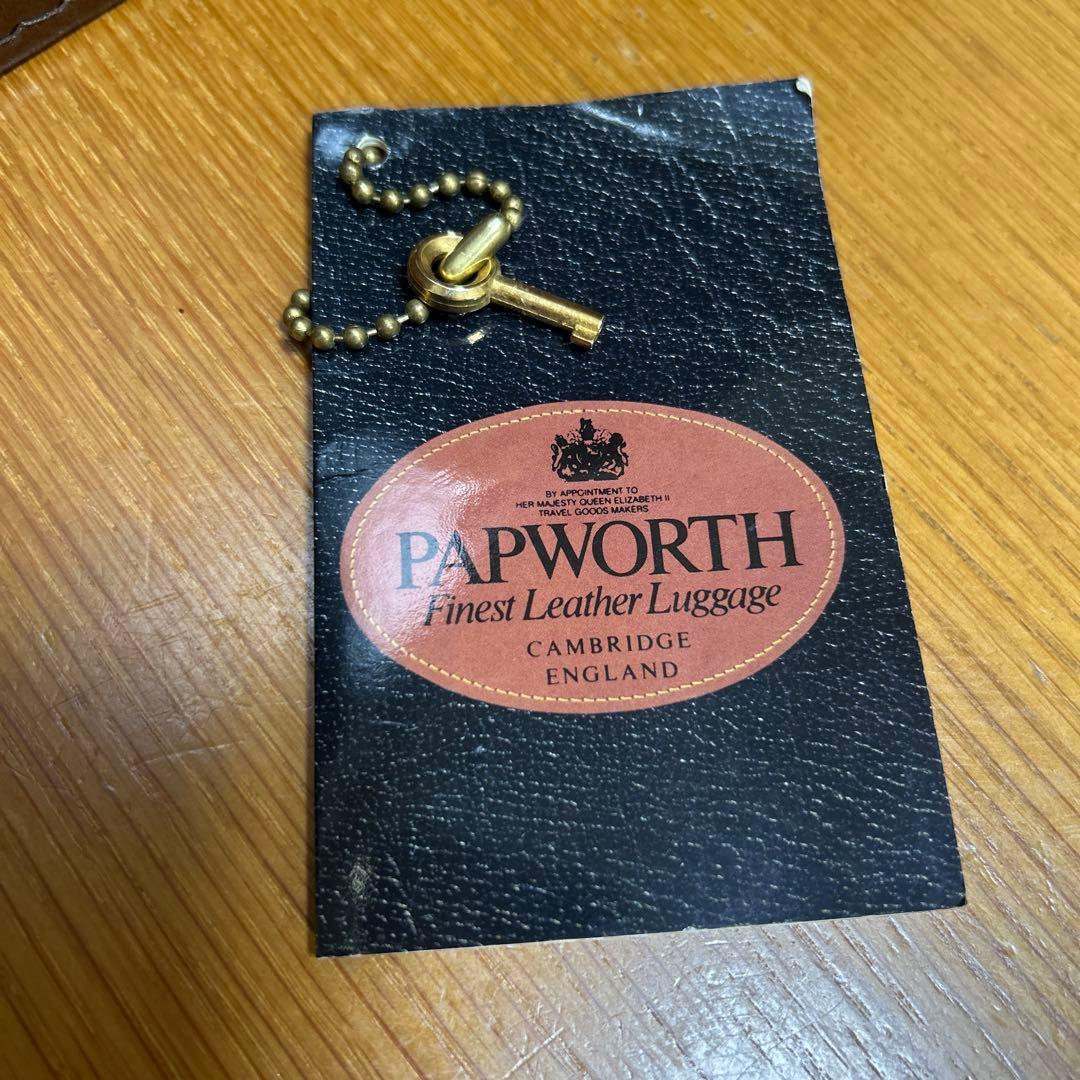 BY APPOINTMENT TO
HER MAJESTY QUEEN ELIZABETH II
TRAVEL GOODS MAKERS
PAPWORTH
Finest Leather Luggage
CAMBRIDGE
ENGLAND